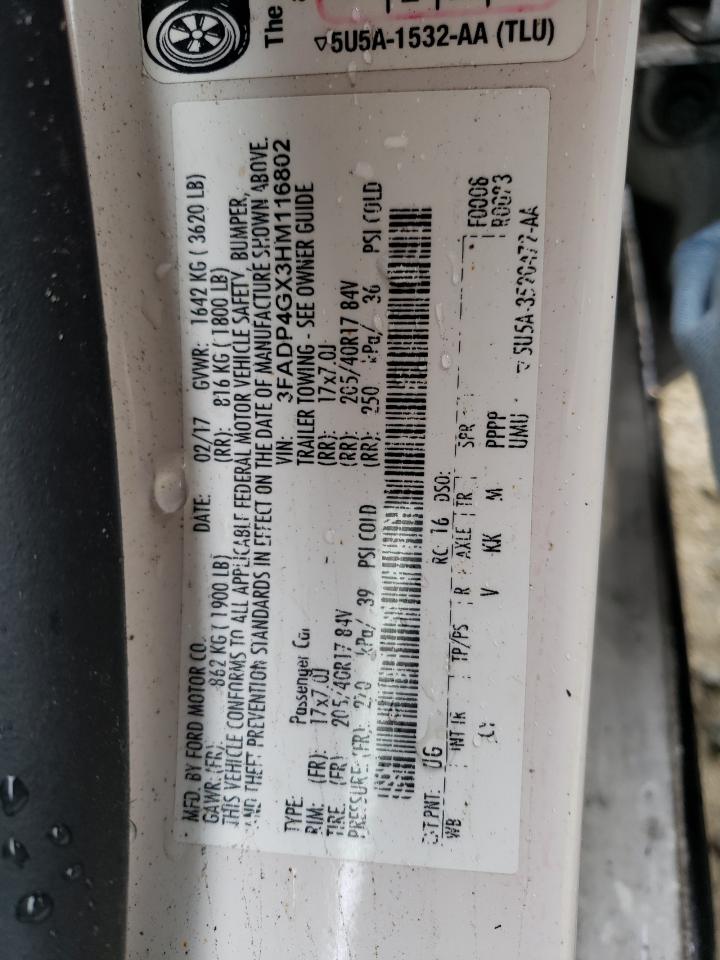 The
▽5U5A-1532-AA (TLU)
MFD. BY FORD MOTOR CO. DATE: 02/17 GVWR: 1642 KG ( 3620 LB)
GAWR: (FR): 862 KG ( 1900 LB) (RR): 816 KG ( 1800 LB)
THIS VEHICLE CONFORMS TO ALL APPLICABLE FEDERAL MOTOR VEHICLE SAFETY, BUMPER,
AND THEFT PREVENTION STANDARDS IN EFFECT ON THE DATE OF MANUFACTURE SHOWN ABOVE.
VIN: 3FADP4GX3HM116802
TYPE: Passenger Car TRAILER TOWING - SEE OWNER GUIDE
RIM: (FR): 17x7.0J (RR): 17x7.0J
TIRE: (FR) 205/40R17 84V (RR): 205/40R17 84V
PRESSURE: (FR): 270 kPa/ 39 PSI COLD (RR): 250 kPa/ 36 PSI COLD
EXT PNT: UG RC: 16 DSO: F0006
WB INT TR TP/PS R AXLE TR SPR R0023
V KK M PPPP
UMU ▽5U5A-3520472-AA